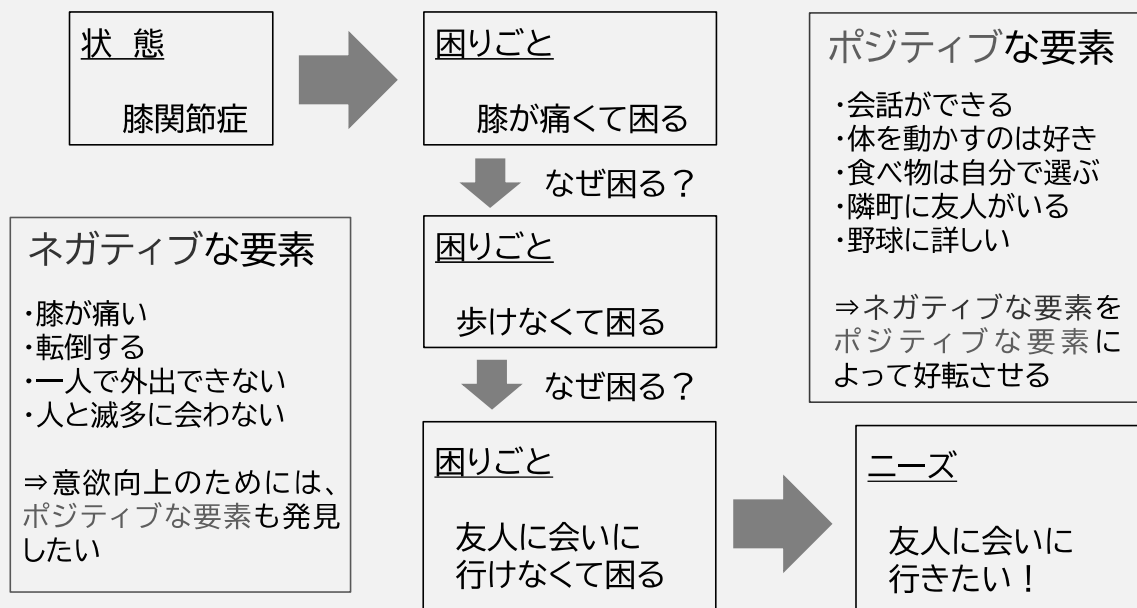 状　態
膝関節症
困りごと
膝が痛くて困る
なぜ困る？
困りごと
歩けなくて困る
なぜ困る？
困りごと
友人に会いに
行けなくて困る
ニーズ
友人に会いに
行きたい！
ネガティブな要素
・膝が痛い
・転倒する
・一人で外出できない
・人と滅多に会わない
⇒意欲向上のためには、
ポジティブな要素も発見
したい
ポジティブな要素
・会話ができる
・体を動かすのは好き
・食べ物は自分で選ぶ
・隣町に友人がいる
・野球に詳しい
⇒ネガティブな要素を
ポジティブな要素に
よって好転させる